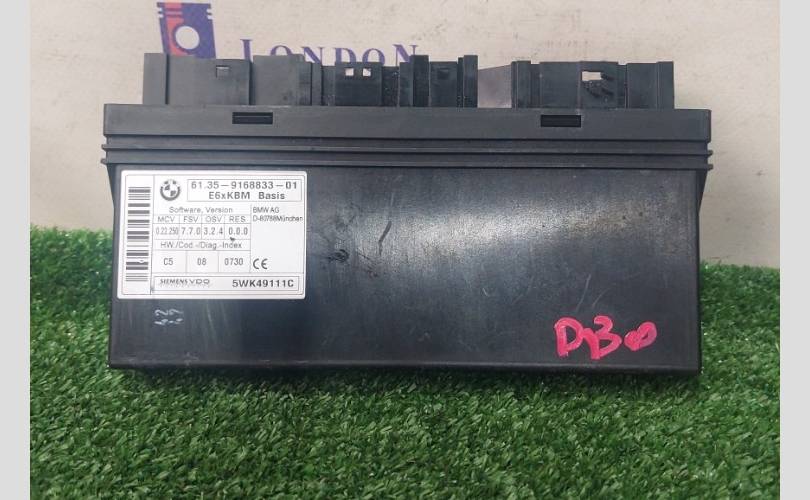 LONDON
61.35-9168833-01
E6xKBM Basis
Software, Version
MCV FSV OSV RES
0.22.250 7.7.0 3.2.4 0.0.0
HW./Cod.-/Diag.-Index
C5 08 0730
BMW AG
D-80788München
CE
SIEMENS VDO 5WK49111C